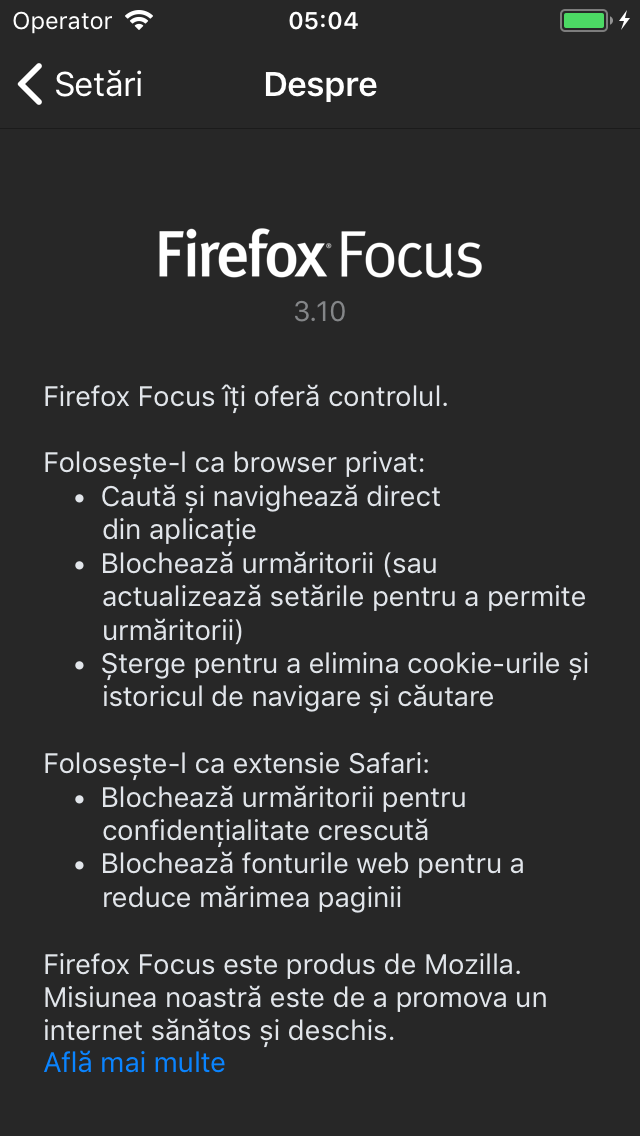 Operator 05:04
Setări Despre
Firefox Focus
3.10
Firefox Focus îți oferă controlul.
Folosește-l ca browser privat:
• Caută și navighează direct
din aplicație
• Blochează urmăritorii (sau
actualizează setările pentru a permite
urmăritorii)
• Șterge pentru a elimina cookie-urile și
istoricul de navigare și căutare
Folosește-l ca extensie Safari:
• Blochează urmăritorii pentru
confidențialitate crescută
• Blochează fonturile web pentru a
reduce mărimea paginii
Firefox Focus este produs de Mozilla.
Misiunea noastră este de a promova un
internet sănătos și deschis.
Află mai multe